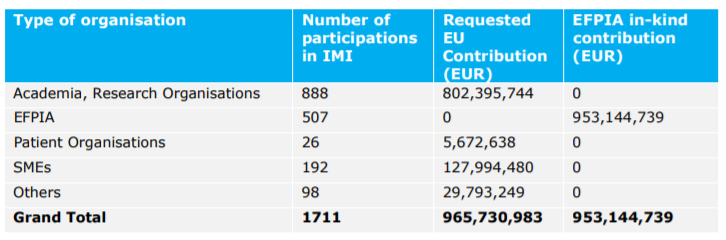 Type of organisation Number of participations in IMI Requested EU Contribution (EUR) EFPIA in-kind contribution (EUR)
Academia, Research Organisations 888 802,395,744 0
EFPIA 507 0 953,144,739
Patient Organisations 26 5,672,638 0
SMEs 192 127,994,480 0
Others 98 29,793,249 0
Grand Total 1711 965,730,983 953,144,739